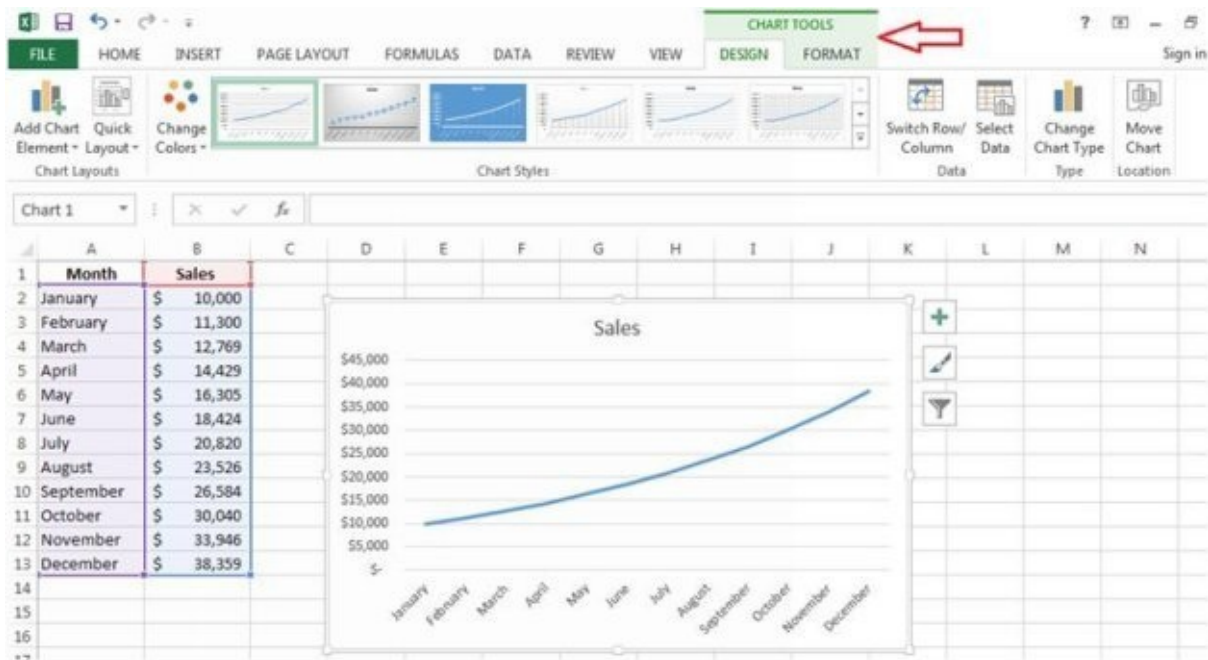 CHART TOOLS
?
FILE HOME INSERT PAGE LAYOUT FORMULAS DATA REVIEW VIEW DESIGN FORMAT Sign in
Add Chart Element Quick Layout Change Colors Switch Row/ Column Select Data Change Chart Type Move Chart
Chart Layouts Chart Styles Data Type Location
Chart 1 fx
A B C D E F G H I J K L M N
1 Month Sales
2 January $ 10,000
3 February $ 11,300
4 March $ 12,769
5 April $ 14,429
6 May $ 16,305
7 June $ 18,424
8 July $ 20,820
9 August $ 23,526
10 September $ 26,584
11 October $ 30,040
12 November $ 33,946
13 December $ 38,359
14
15
16
Sales
$45,000
$40,000
$35,000
$30,000
$25,000
$20,000
$15,000
$10,000
$5,000
$-
January February March April May June July August September October November December